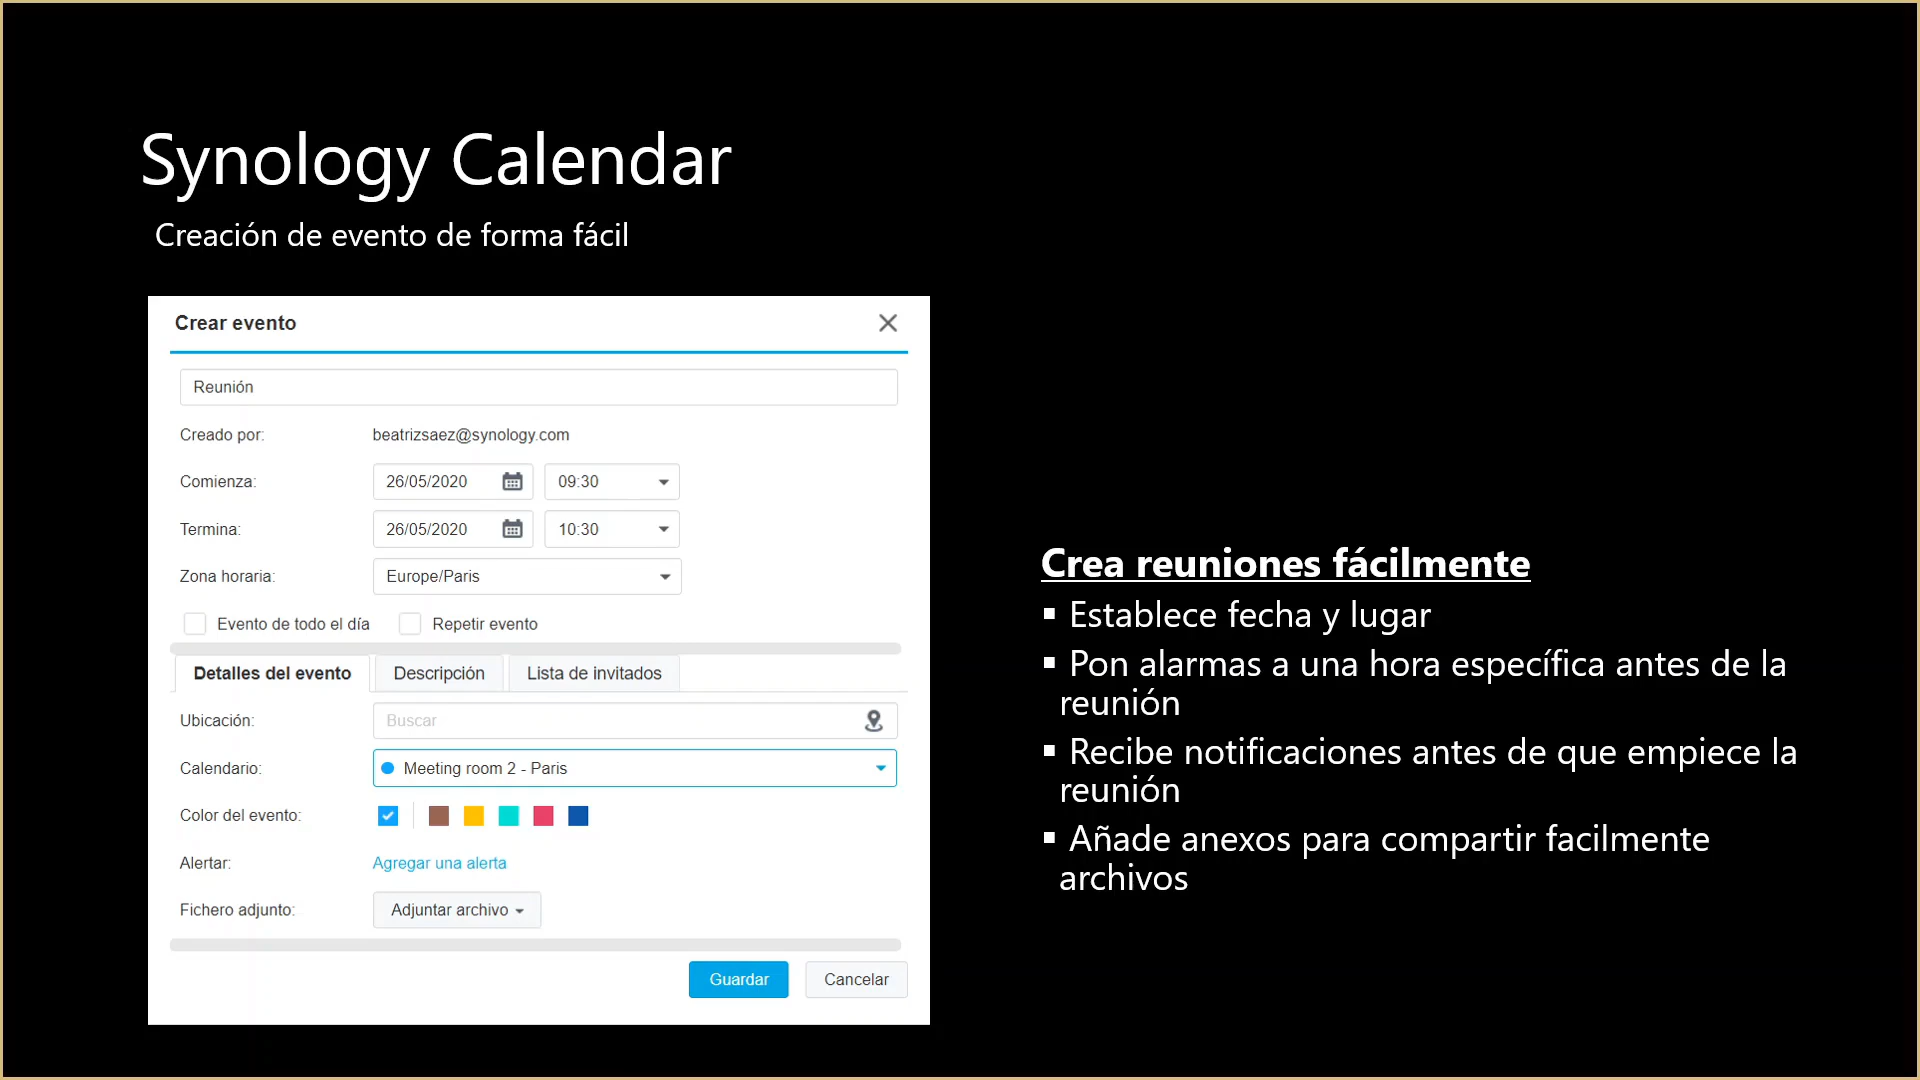 Synology Calendar
Creación de evento de forma fácil
Crear evento
Reunión
Creado por: beatrizsaez@synology.com
Comienza: 26/05/2020 09:30
Termina: 26/05/2020 10:30
Zona horaria: Europe/Paris
Evento de todo el día Repetir evento
Detalles del evento Descripción Lista de invitados
Ubicación: Buscar
Calendario: Meeting room 2 - Paris
Color del evento:
Alertar: Agregar una alerta
Fichero adjunto: Adjuntar archivo
Guardar Cancelar
Crea reuniones fácilmente
▪ Establece fecha y lugar
▪ Pon alarmas a una hora específica antes de la
reunión
▪ Recibe notificaciones antes de que empiece la
reunión
▪ Añade anexos para compartir facilmente
archivos